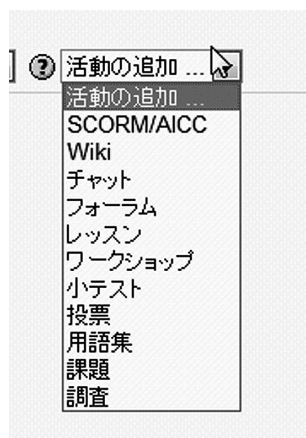 ? 活動の追加 ...
活動の追加 ...
SCORM/AICC
Wiki
チャット
フォーラム
レッスン
ワークショップ
小テスト
投票
用語集
課題
調査